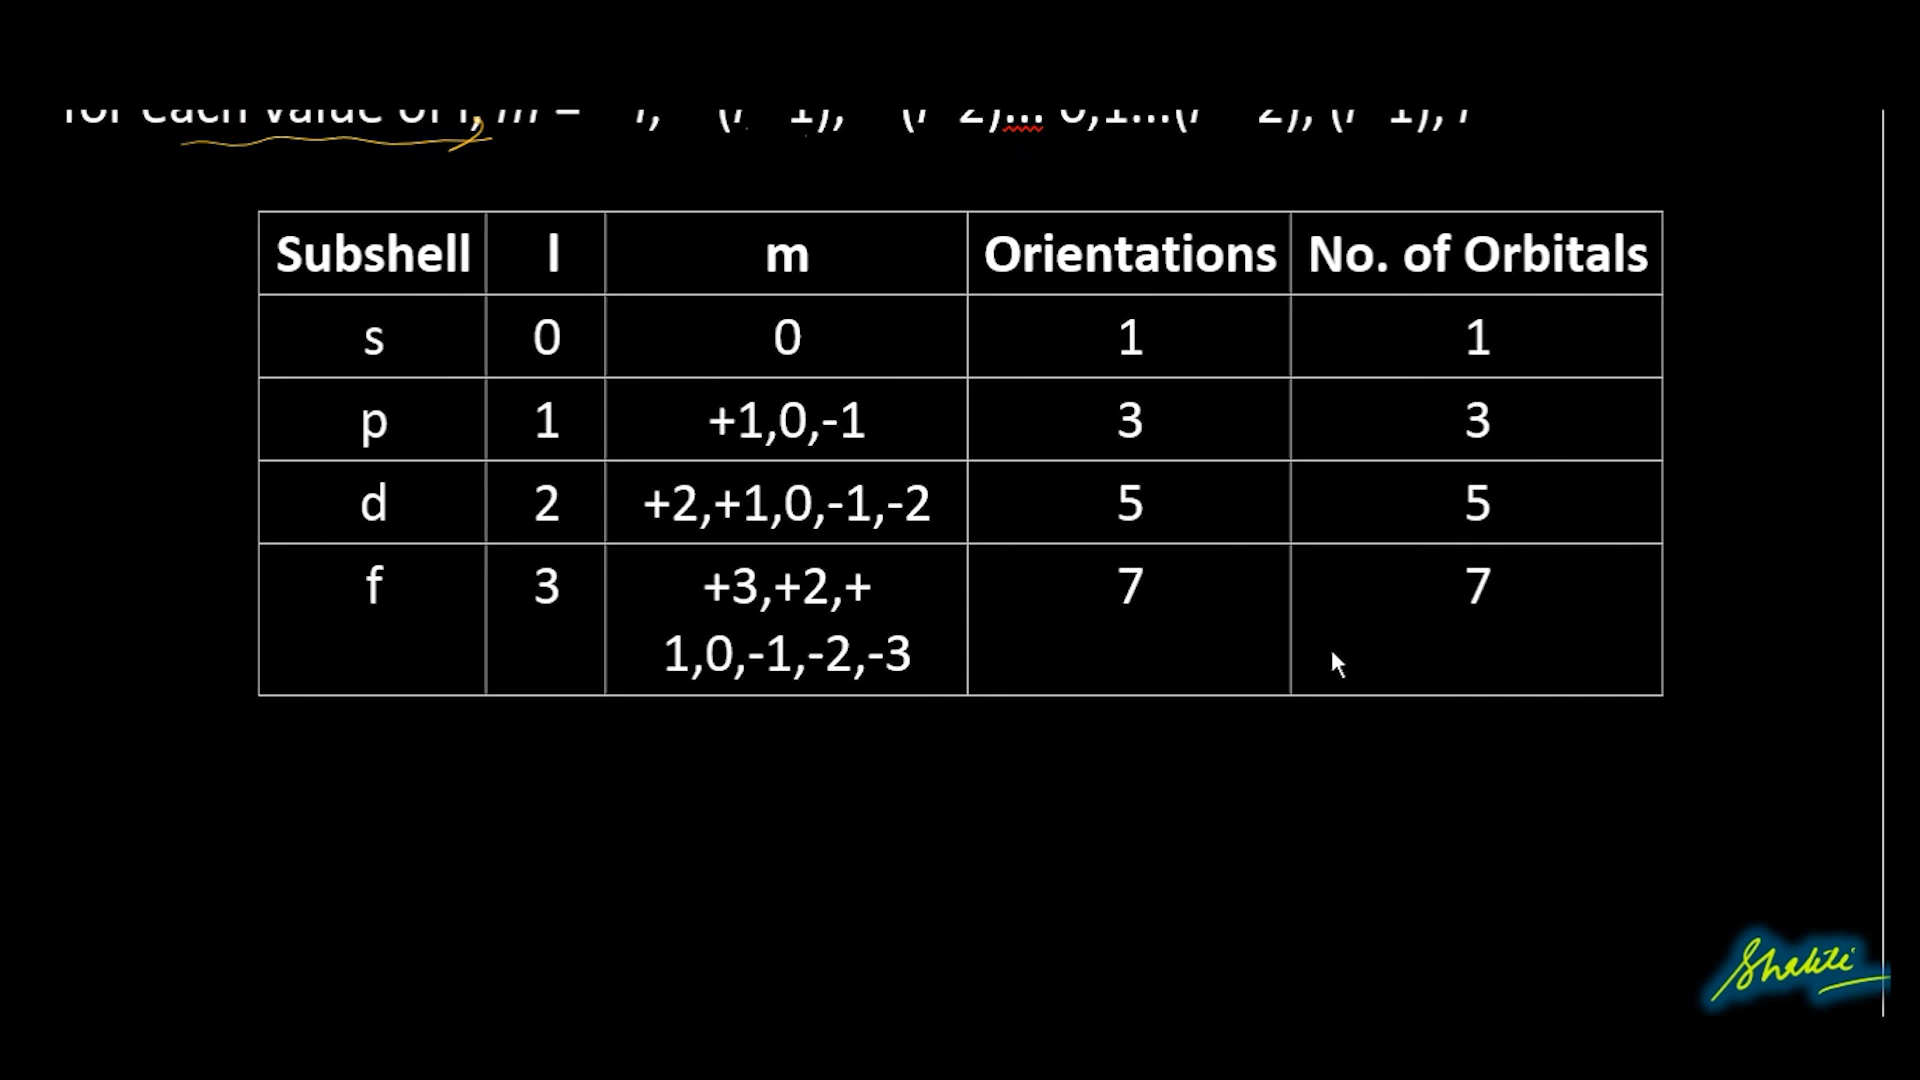 for each value of l, m = - l, - (l - 1), - (l - 2)... 0,1...(l - 2), (l - 1), l
Subshell l m Orientations No. of Orbitals
s 0 0 1 1
p 1 +1,0,-1 3 3
d 2 +2,+1,0,-1,-2 5 5
f 3 +3,+2,+ 7 7
1,0,-1,-2,-3
Shakti